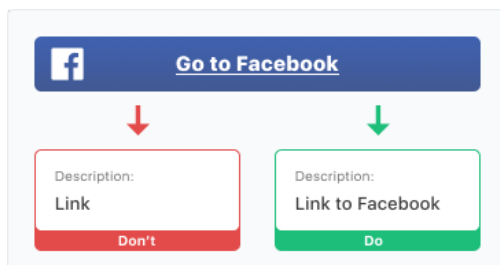 Go to Facebook
Description:
Link
Don't
Description:
Link to Facebook
Do